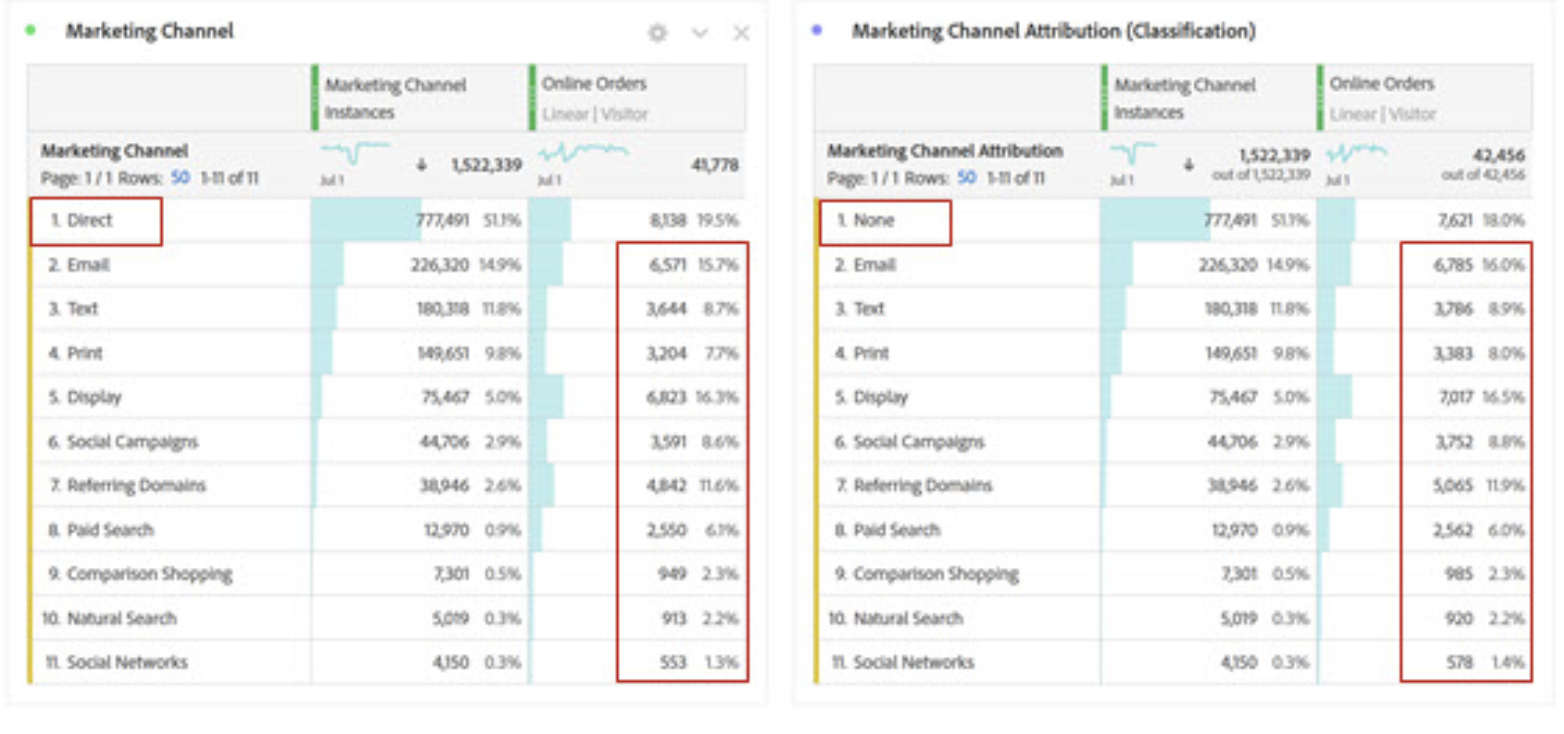 Marketing Channel
Marketing Channel Instances Online Orders Linear | Visitor
Marketing Channel
Page: 1 / 1 Rows: 50 1-11 of 11 Jul 1 1,522,339 Jul 1 41,778
1. Direct 777,491 51.1% 8,138 19.5%
2. Email 226,320 14.9% 6,571 15.7%
3. Text 180,318 11.8% 3,644 8.7%
4. Print 149,651 9.8% 3,204 7.7%
5. Display 75,467 5.0% 6,823 16.3%
6. Social Campaigns 44,706 2.9% 3,591 8.6%
7. Referring Domains 38,946 2.6% 4,842 11.6%
8. Paid Search 12,970 0.9% 2,550 6.1%
9. Comparison Shopping 7,301 0.5% 949 2.3%
10. Natural Search 5,019 0.3% 913 2.2%
11. Social Networks 4,150 0.3% 553 1.3%
Marketing Channel Attribution (Classification)
Marketing Channel Instances Online Orders Linear | Visitor
Marketing Channel Attribution
Page: 1 / 1 Rows: 50 1-11 of 11 Jul 1 1,522,339 out of 1,522,339 Jul 1 42,456 out of 42,456
1. None 777,491 51.1% 7,621 18.0%
2. Email 226,320 14.9% 6,785 16.0%
3. Text 180,318 11.8% 3,786 8.9%
4. Print 149,651 9.8% 3,383 8.0%
5. Display 75,467 5.0% 7,017 16.5%
6. Social Campaigns 44,706 2.9% 3,752 8.8%
7. Referring Domains 38,946 2.6% 5,065 11.9%
8. Paid Search 12,970 0.9% 2,562 6.0%
9. Comparison Shopping 7,301 0.5% 985 2.3%
10. Natural Search 5,019 0.3% 920 2.2%
11. Social Networks 4,150 0.3% 578 1.4%